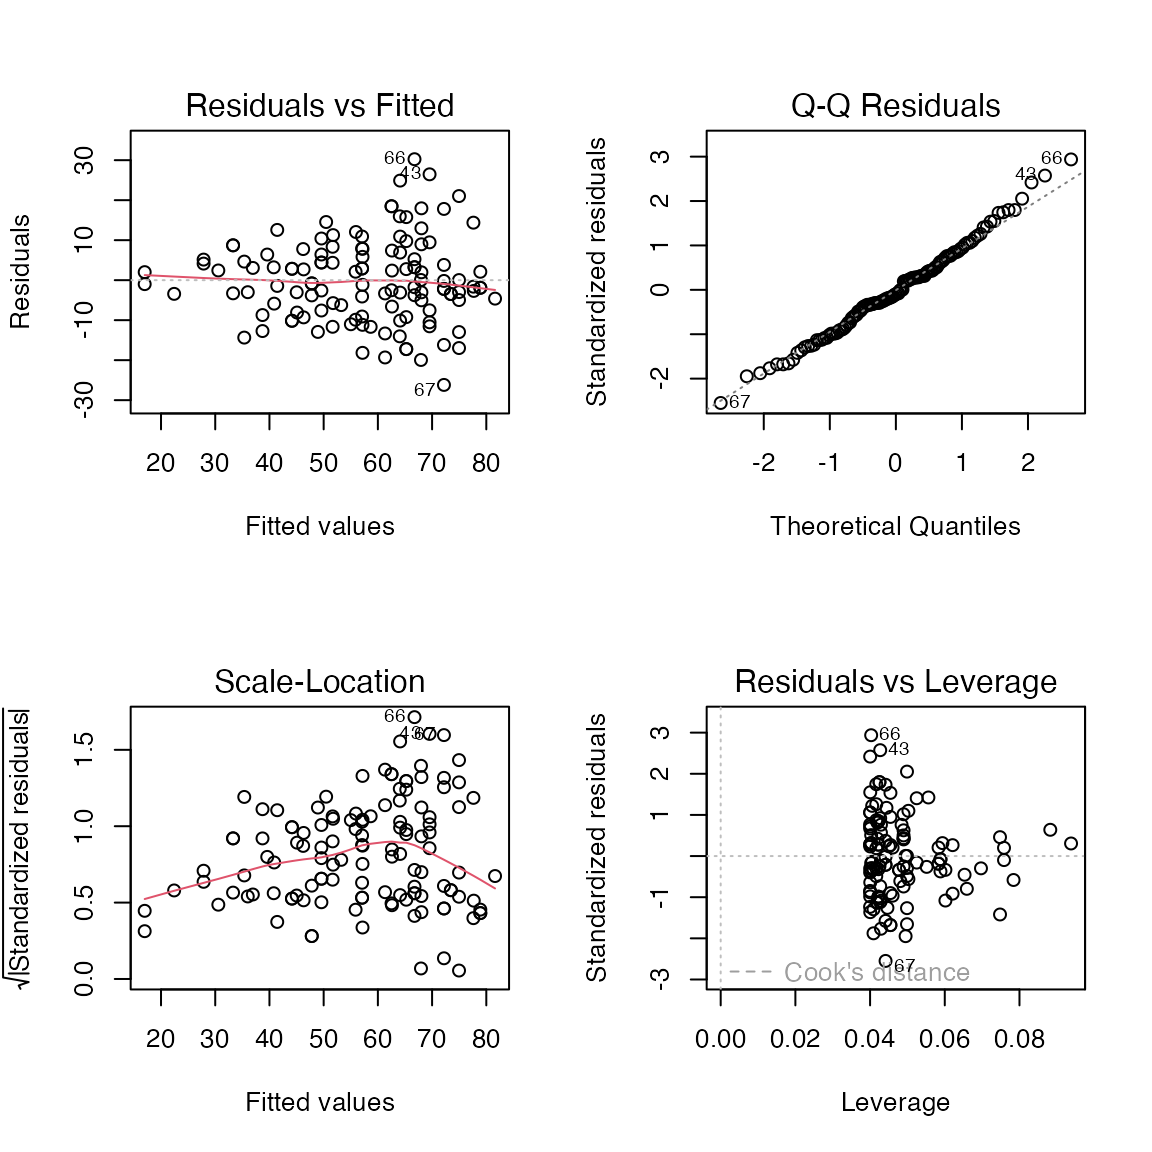 Residuals vs Fitted
Residuals
30
10
-10
-30
66
43
67
20 30 40 50 60 70 80
Fitted values
Q-Q Residuals
Standardized residuals
3
2
1
0
-2
66
43
67
-2 -1 0 1 2
Theoretical Quantiles
Scale-Location
√|Standardized residuals|
1.5
1.0
0.5
0.0
66
43
67
20 30 40 50 60 70 80
Fitted values
Residuals vs Leverage
Standardized residuals
3
2
1
-1
-3
66
43
67
Cook's distance
0.00 0.02 0.04 0.06 0.08
Leverage